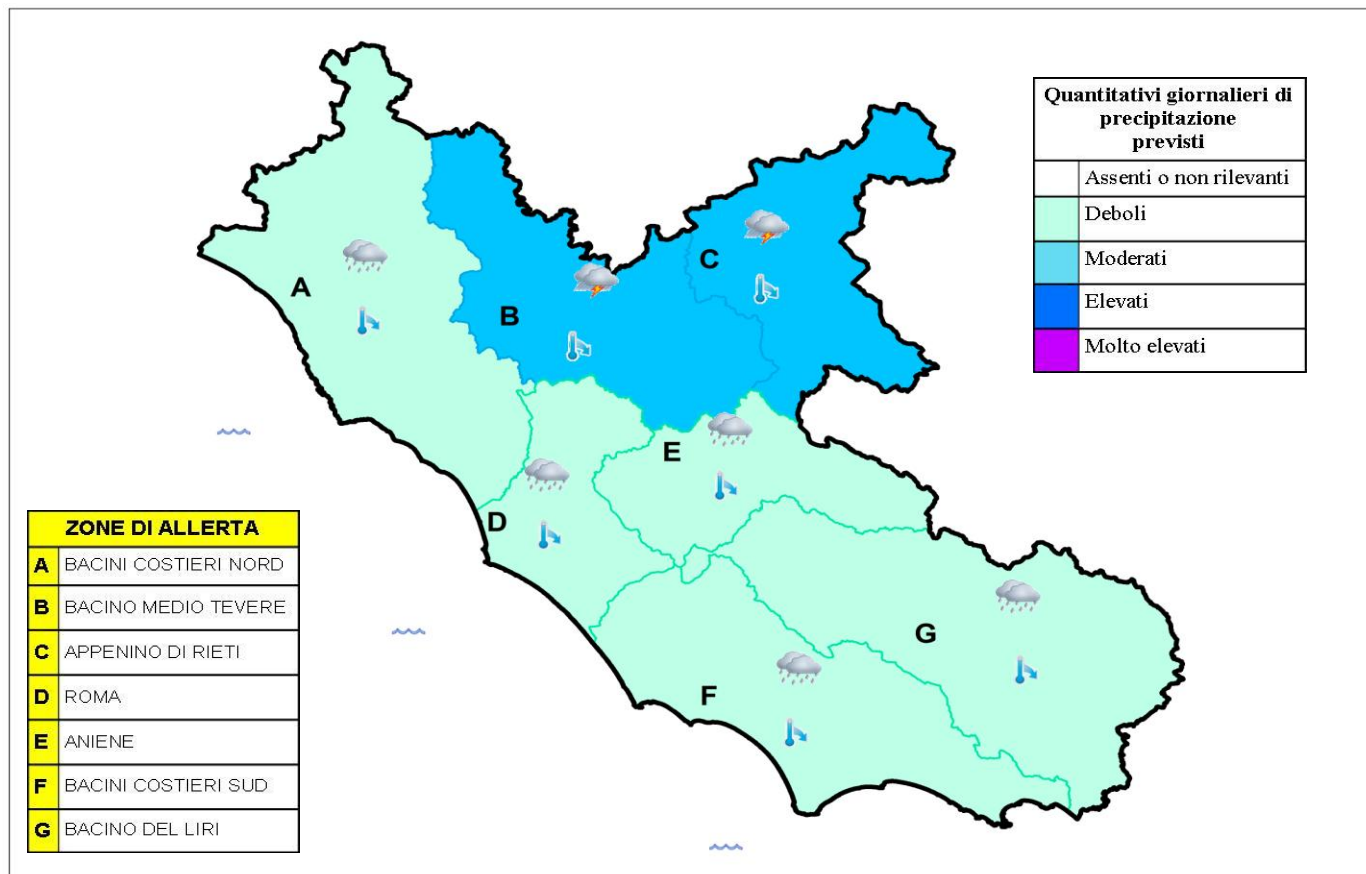 Quantitativi giornalieri di
precipitazione
previsti
Assenti o non rilevanti
Deboli
Moderati
Elevati
Molto elevati
A
B
C
D
E
F
G
ZONE DI ALLERTA
A BACINI COSTIERI NORD
B BACINO MEDIO TEVERE
C APPENINO DI RIETI
D ROMA
E ANIENE
F BACINI COSTIERI SUD
G BACINO DEL LIRI